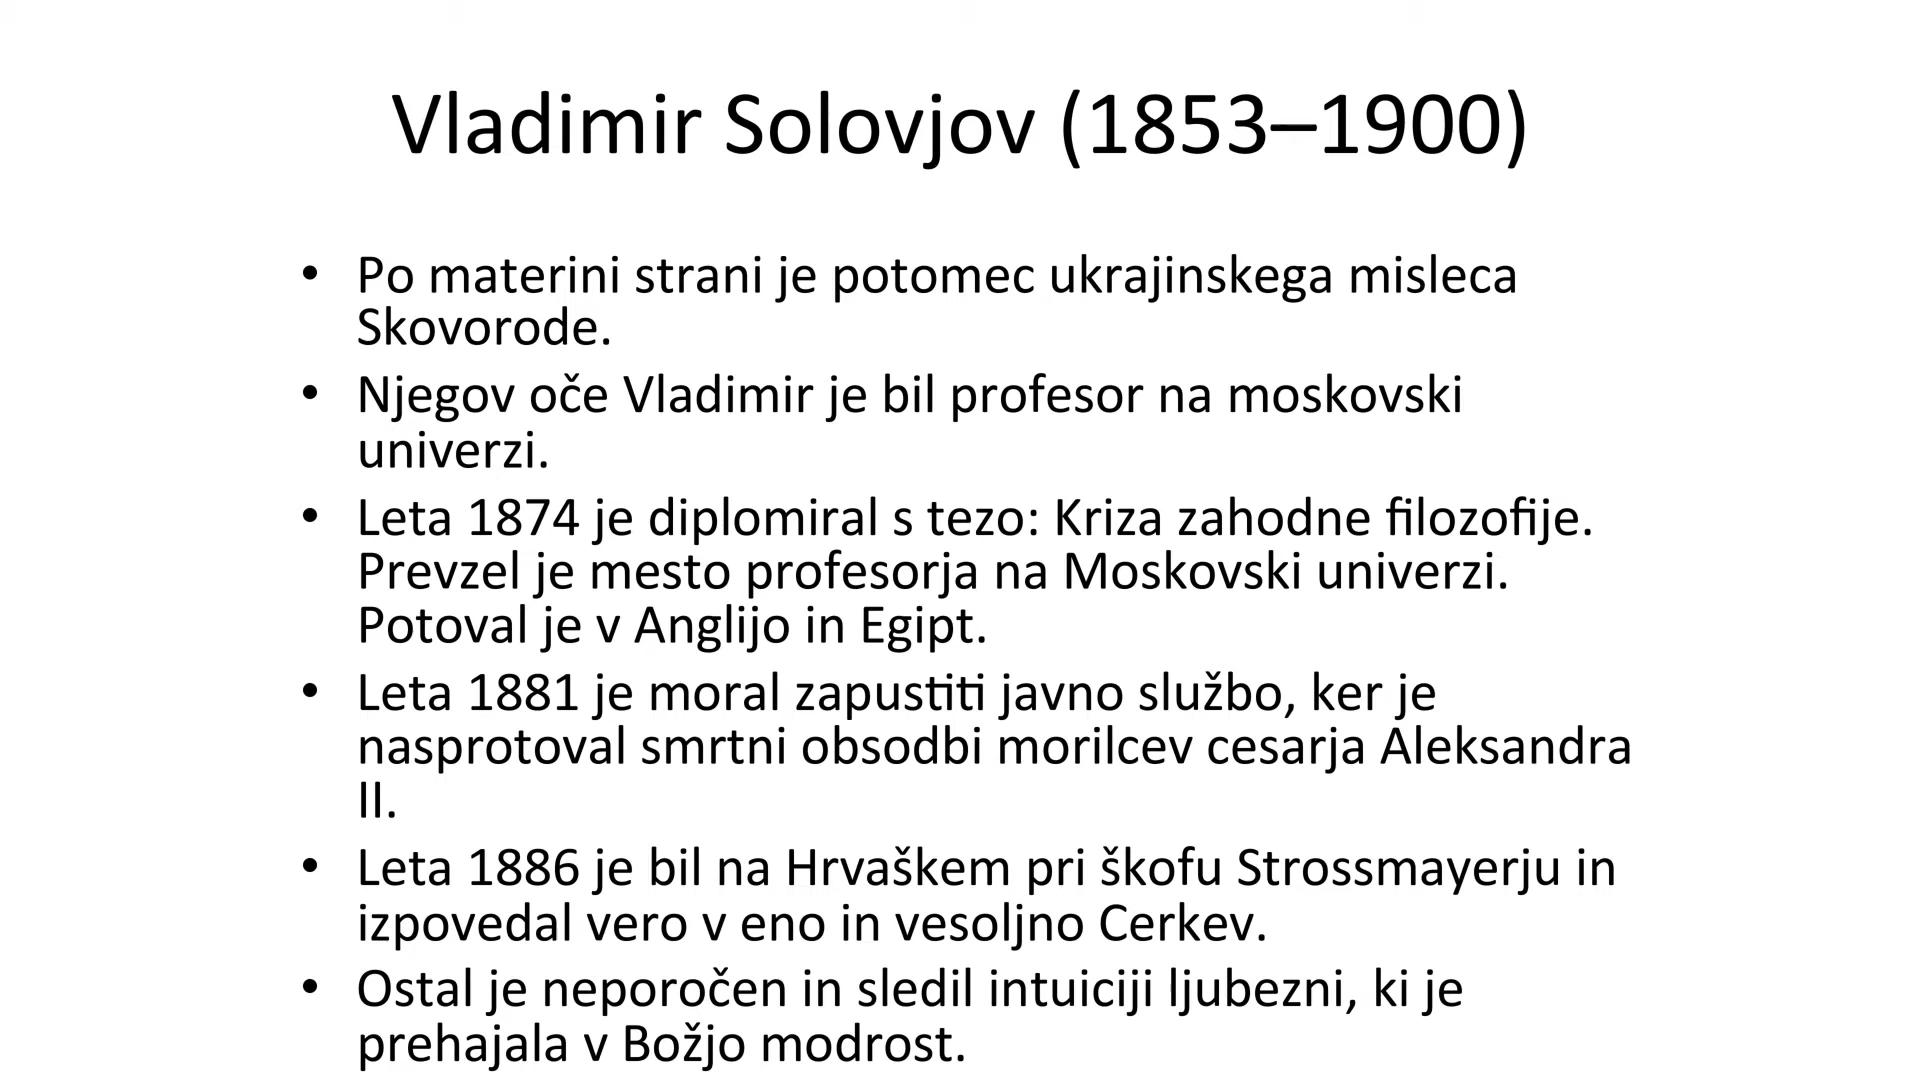 Vladimir Solovjov (1853–1900)
• Po materini strani je potomec ukrajinskega misleca
Skovorode.
• Njegov oče Vladimir je bil profesor na moskovski
univerzi.
• Leta 1874 je diplomiral s tezo: Kriza zahodne filozofije.
Prevzel je mesto profesorja na Moskovski univerzi.
Potoval je v Anglijo in Egipt.
• Leta 1881 je moral zapustiti javno službo, ker je
nasprotoval smrtni obsodbi morilcev cesarja Aleksandra
II.
• Leta 1886 je bil na Hrvaškem pri škofu Strossmayerju in
izpovedal vero v eno in vesoljno Cerkev.
• Ostal je neporočen in sledil intuiciji ljubezni, ki je
prehajala v Božjo modrost.